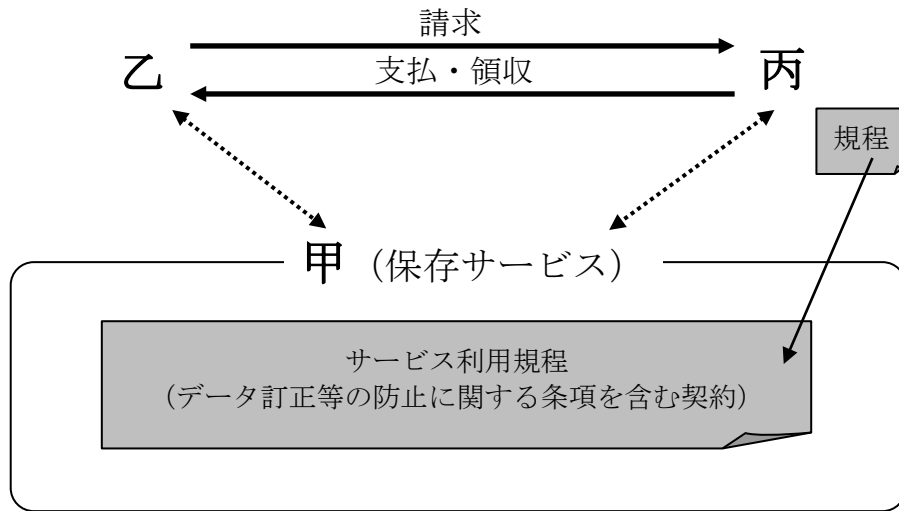 請求
乙
支払・領収
丙
規程
甲（保存サービス）
サービス利用規程
（データ訂正等の防止に関する条項を含む契約）